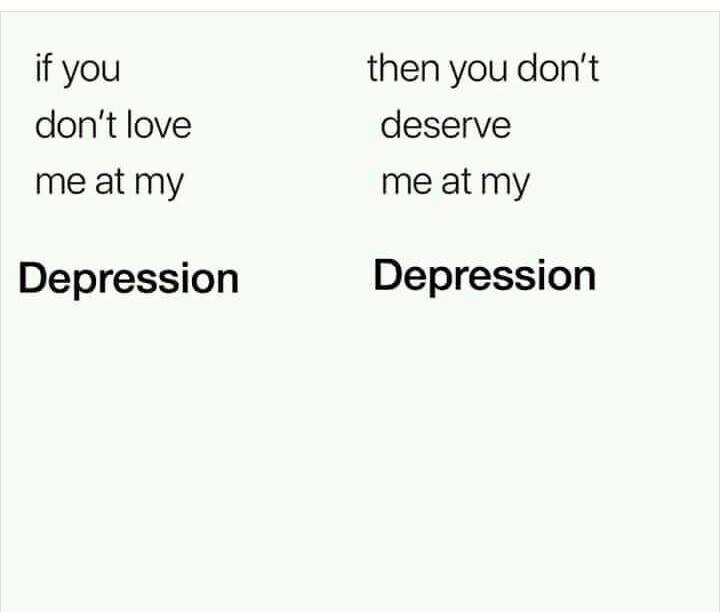 if you
don't love
me at my
Depression
then you don't
deserve
me at my
Depression